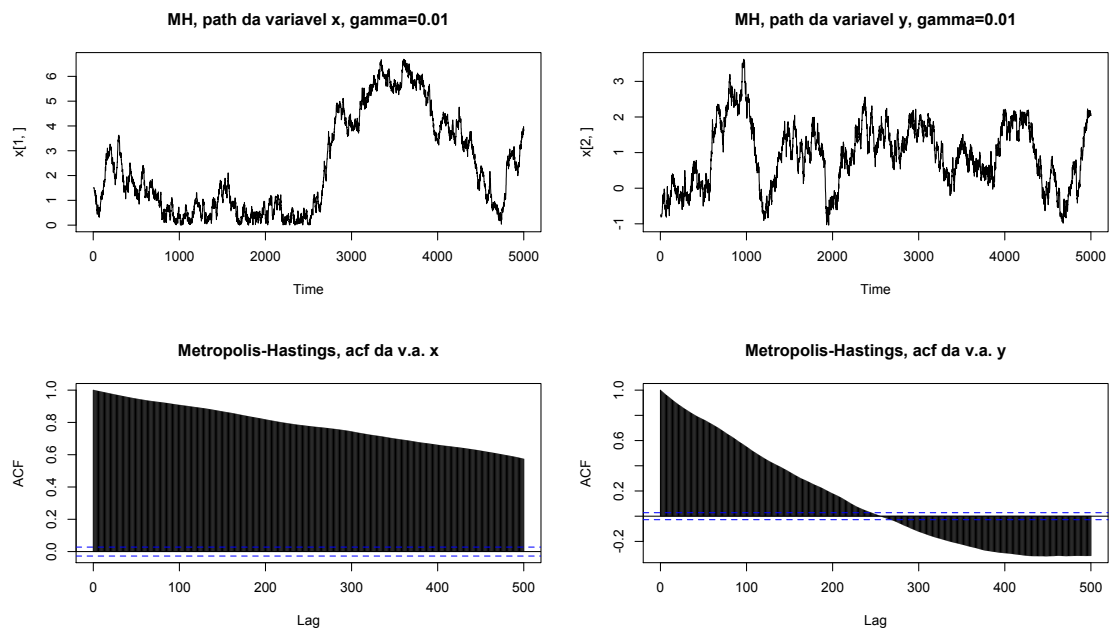 MH, path da variavel x, gamma=0.01
x[1, ]
6
5
4
3
2
1
0
0 1000 2000 3000 4000 5000
Time
MH, path da variavel y, gamma=0.01
x[2, ]
3
2
1
0
-1
0 1000 2000 3000 4000 5000
Time
Metropolis-Hastings, acf da v.a. x
ACF
1.0
0.8
0.6
0.4
0.2
0.0
0 100 200 300 400 500
Lag
Metropolis-Hastings, acf da v.a. y
ACF
1.0
0.6
0.2
-0.2
0 100 200 300 400 500
Lag